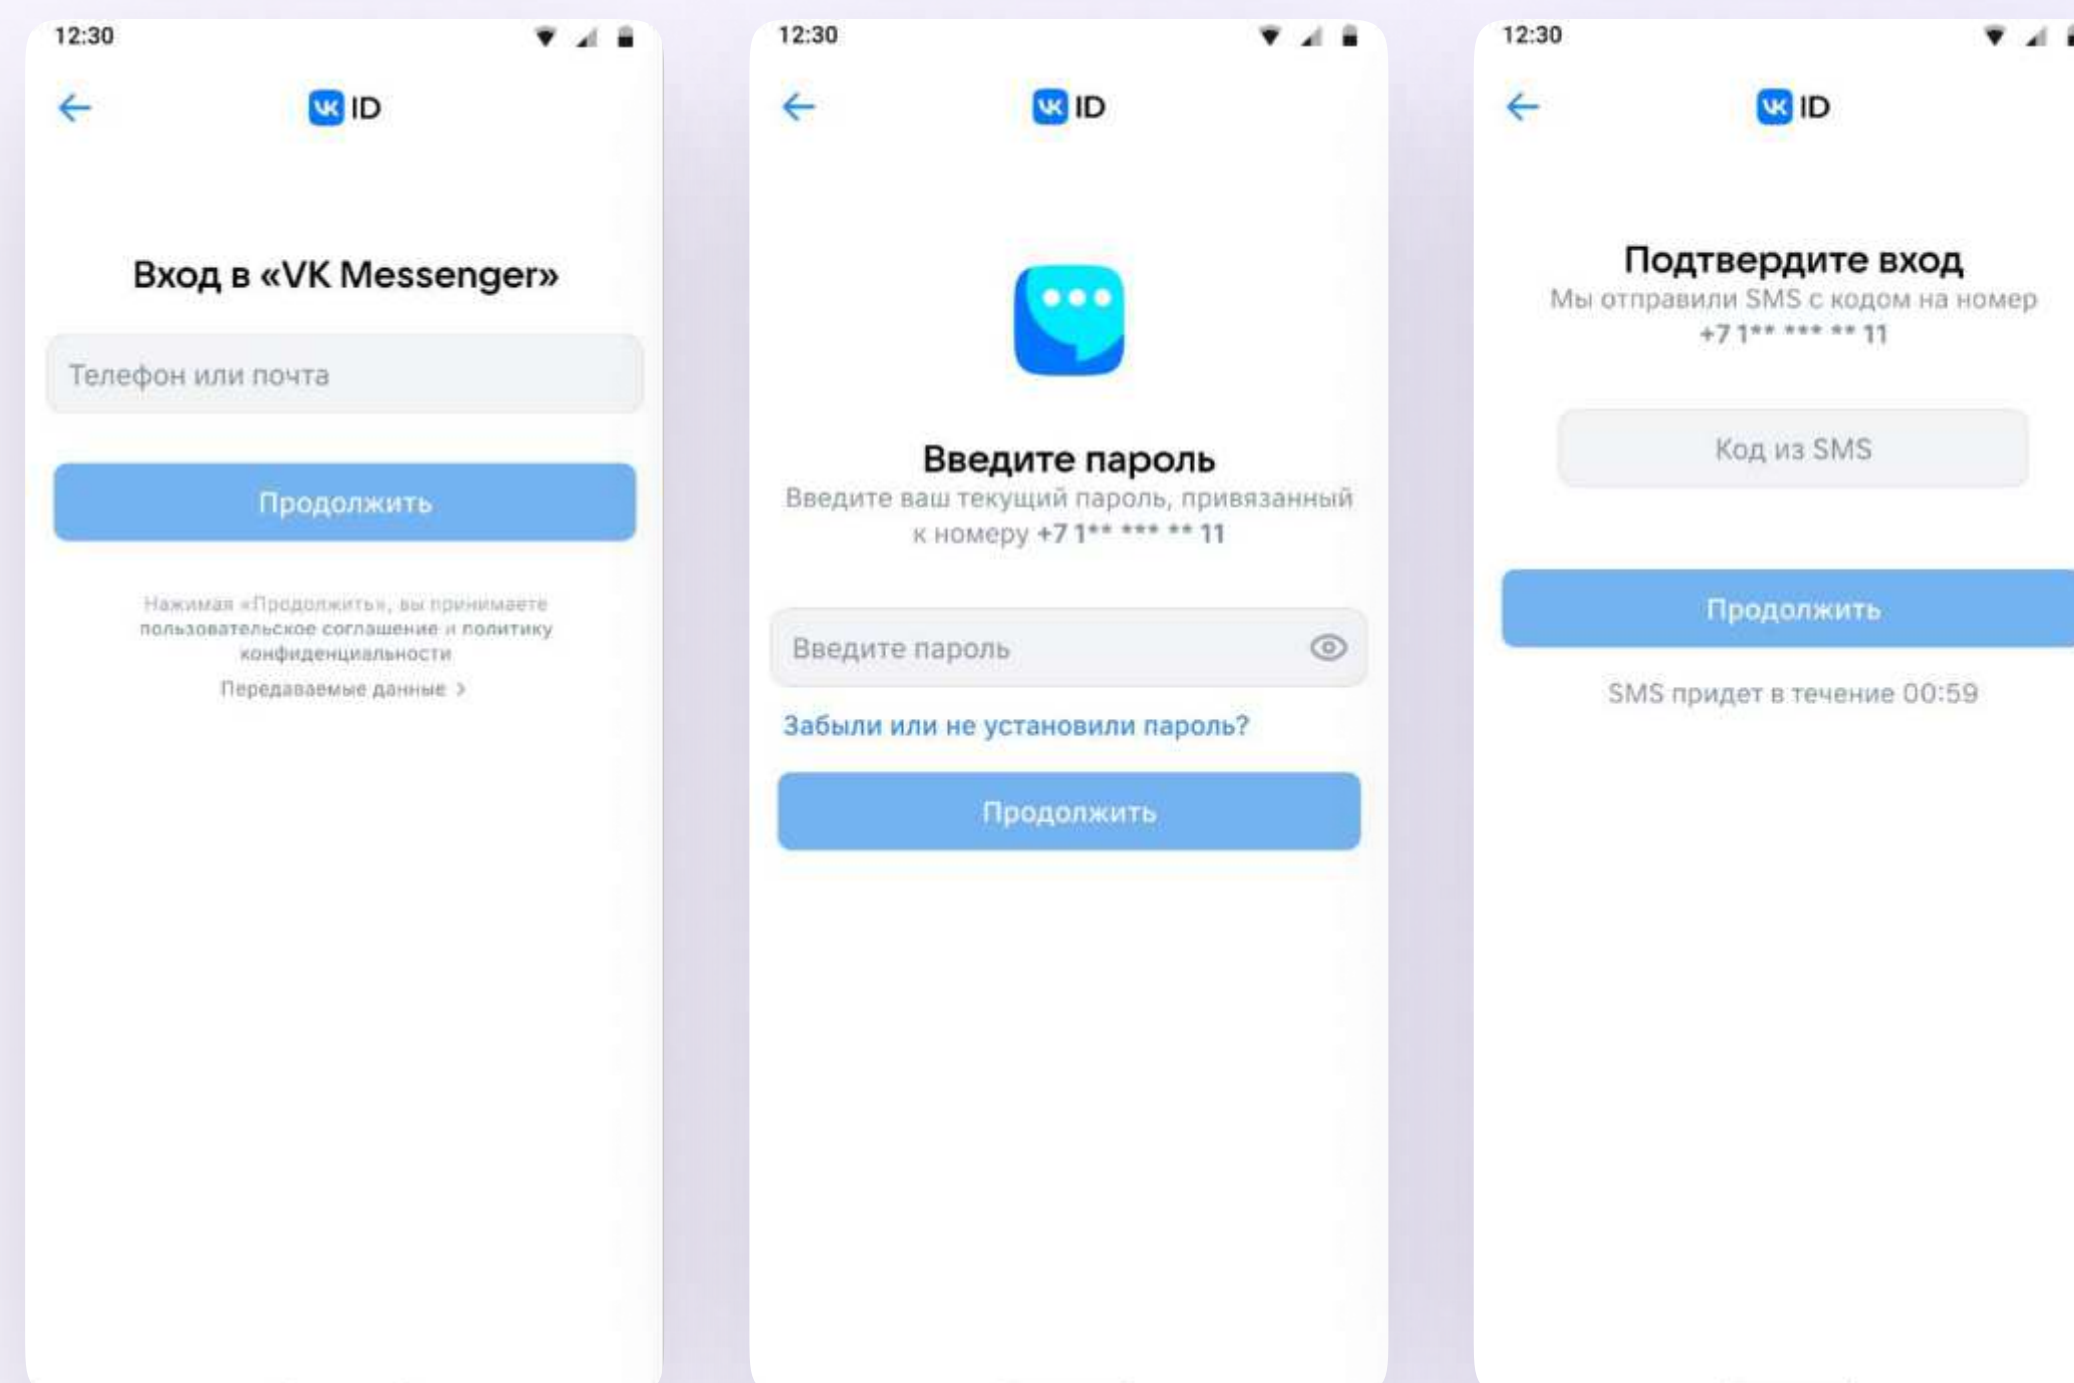 12:30
VK ID
Вход в «VK Messenger»
Телефон или почта
Продолжить
Нажимая «Продолжить», вы принимаете
пользовательское соглашение и политику
конфиденциальности
Передаваемые данные >
12:30
VK ID
Введите пароль
Введите ваш текущий пароль, привязанный
к номеру +7 1** *** ** 11
Введите пароль
Забыли или не установили пароль?
Продолжить
12:30
VK ID
Подтвердите вход
Мы отправили SMS с кодом на номер
+7 1** *** ** 11
Код из SMS
Продолжить
SMS придет в течение 00:59